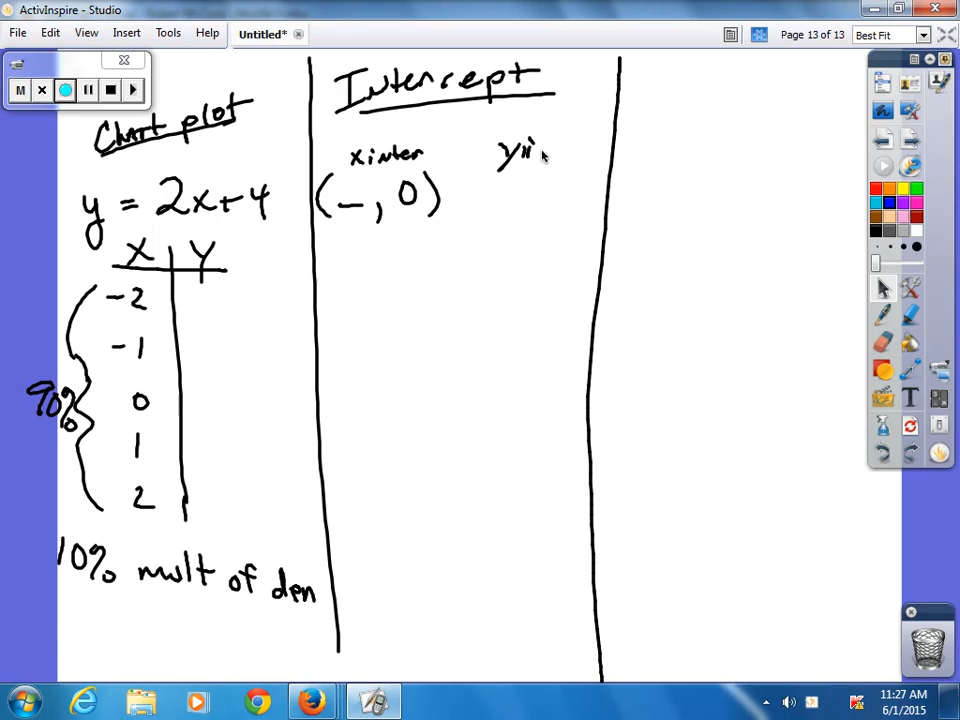 ActivInspire - Studio
File Edit View Insert Tools Help Untitled* Page 13 of 13 Best Fit
M
Chart plot
y = 2x+4
X Y
-2
-1
0
1
2
90%
10% mult of den
Intercept
x inter
(_, 0)
y
11:27 AM
6/1/2015